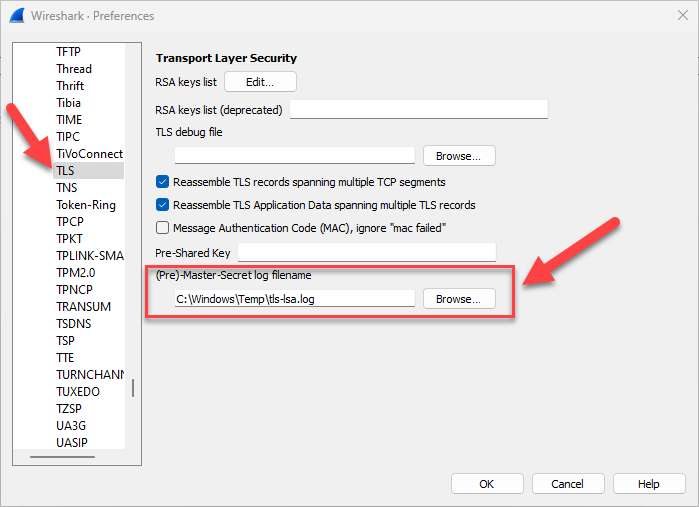 Wireshark · Preferences
TFTP
Thread
Thrift
Tibia
TIME
TIPC
TiVoConnect
TLS
TNS
Token-Ring
TPCP
TPKT
TPLINK-SMA
TPM2.0
TPNCP
TRANSUM
TSDNS
TSP
TTE
TURNCHANN
TUXEDO
TZSP
UA3G
UASIP
Transport Layer Security
RSA keys list Edit...
RSA keys list (deprecated)
TLS debug file
Browse...
Reassemble TLS records spanning multiple TCP segments
Reassemble TLS Application Data spanning multiple TLS records
Message Authentication Code (MAC), ignore "mac failed"
Pre-Shared Key
(Pre)-Master-Secret log filename
C:\Windows\Temp\tls-lsa.log Browse...
OK Cancel Help